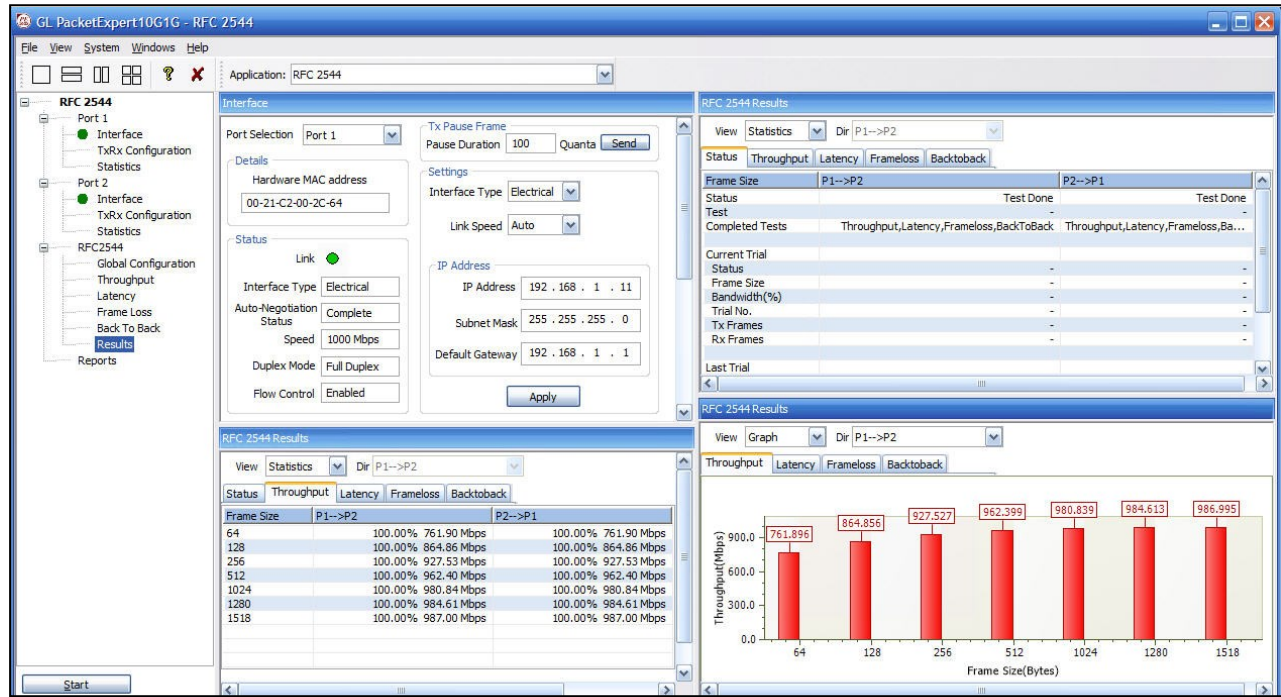 GL PacketExpert10G1G - RFC 2544
File View System Windows Help
Application: RFC 2544
RFC 2544
Port 1
Interface
TxRx Configuration
Statistics
Port 2
Interface
TxRx Configuration
Statistics
RFC2544
Global Configuration
Throughput
Latency
Frame Loss
Back To Back
Results
Reports
Start
Interface
Port Selection Port 1
Details
Hardware MAC address
00-21-C2-00-2C-64
Status
Link
Interface Type Electrical
Auto-Negotiation Status Complete
Speed 1000 Mbps
Duplex Mode Full Duplex
Flow Control Enabled
Tx Pause Frame
Pause Duration 100 Quanta Send
Settings
Interface Type Electrical
Link Speed Auto
IP Address
IP Address 192 . 168 . 1 . 11
Subnet Mask 255 . 255 . 255 . 0
Default Gateway 192 . 168 . 1 . 1
Apply
RFC 2544 Results
View Statistics Dir P1-->P2
Status Throughput Latency Frameloss Backtoback
Frame Size P1-->P2 P2-->P1
Status Test Done Test Done
Test - -
Completed Tests Throughput,Latency,Frameloss,BackToBack Throughput,Latency,Frameloss,Ba...
Current Trial
Status - -
Frame Size - -
Bandwidth(%) - -
Trial No. - -
Tx Frames - -
Rx Frames - -
Last Trial
RFC 2544 Results
View Statistics Dir P1-->P2
Status Throughput Latency Frameloss Backtoback
Frame Size P1-->P2 P2-->P1
64 100.00% 761.90 Mbps 100.00% 761.90 Mbps
128 100.00% 864.86 Mbps 100.00% 864.86 Mbps
256 100.00% 927.53 Mbps 100.00% 927.53 Mbps
512 100.00% 962.40 Mbps 100.00% 962.40 Mbps
1024 100.00% 980.84 Mbps 100.00% 980.84 Mbps
1280 100.00% 984.61 Mbps 100.00% 984.61 Mbps
1518 100.00% 987.00 Mbps 100.00% 987.00 Mbps
RFC 2544 Results
View Graph Dir P1-->P2
Throughput Latency Frameloss Backtoback
761.896 864.856 927.527 962.399 980.839 984.613 986.995
Throughput(Mbps)
900.0
600.0
300.0
0.0
64 128 256 512 1024 1280 1518
Frame Size(Bytes)